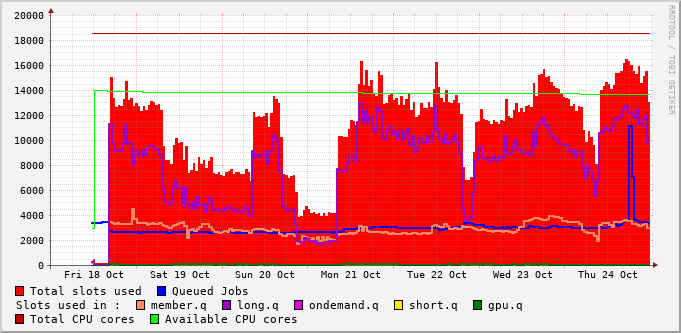 20000
18000
16000
14000
12000
10000
8000
6000
4000
2000
0
Fri 18 Oct Sat 19 Oct Sun 20 Oct Mon 21 Oct Tue 22 Oct Wed 23 Oct Thu 24 Oct
RRDTOOL / TOBI OETIKER
Total slots used Queued Jobs
Slots used in : member.q long.q ondemand.q short.q gpu.q
Total CPU cores Available CPU cores